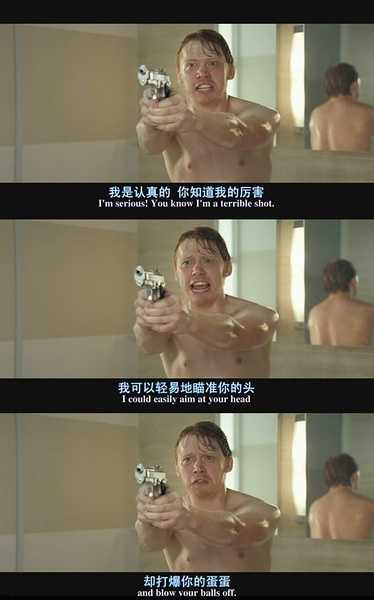 我是认真的 你知道我的厉害
I'm serious! You know I'm a terrible shot.
我可以轻易地瞄准你的头
I could easily aim at your head
却打爆你的蛋蛋
and blow your balls off.